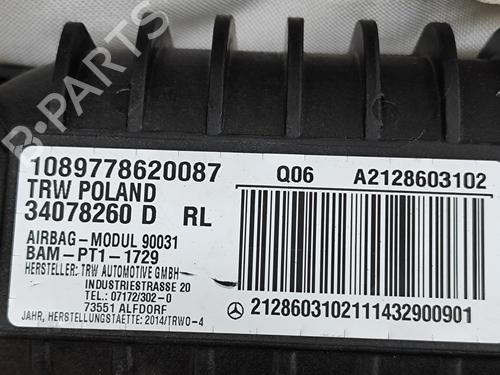 B-PARTS
1089778620087
Q06
A2128603102
TRW POLAND
34078260 D RL
AIRBAG-MODUL 90031
BAM-PT1-1729
HERSTELLER: TRW AUTOMOTIVE GMBH
INDUSTRIESTRASSE 20
TEL.: 07172/302-0
73551 ALFDORF
JAHR, HERSTELLUNGSTAETTE: 2014/TRWO-4
2128603102111432900901